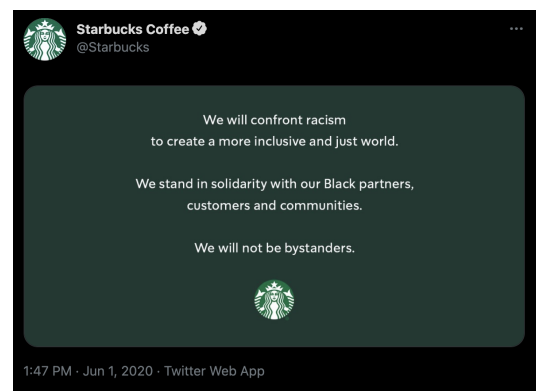 Starbucks Coffee
@Starbucks
We will confront racism
to create a more inclusive and just world.
We stand in solidarity with our Black partners,
customers and communities.
We will not be bystanders.
1:47 PM · Jun 1, 2020 · Twitter Web App